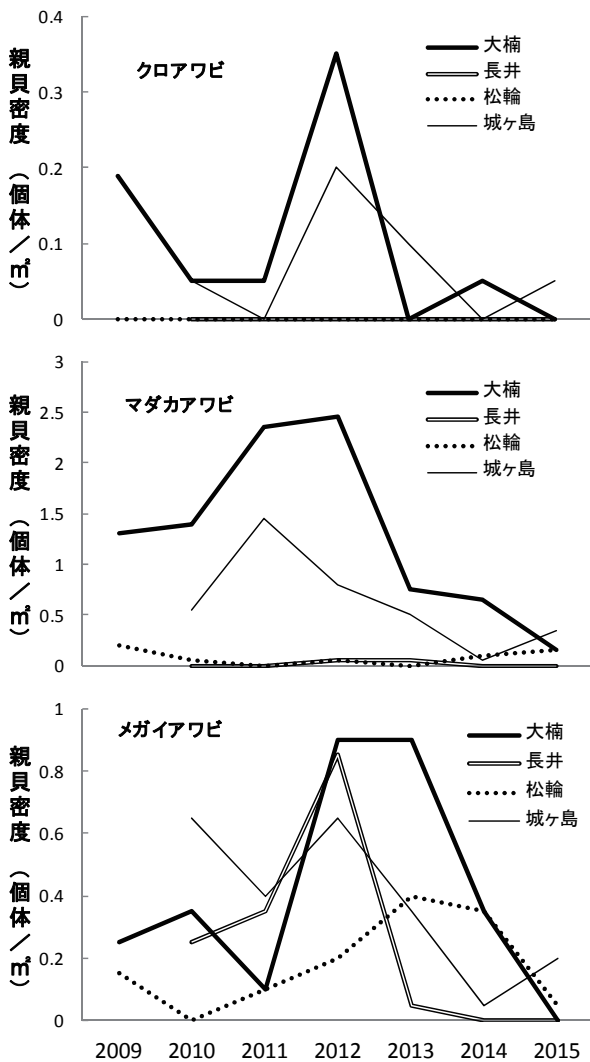 クロアワビ
親貝密度（個体／㎡）
0.4
0.3
0.2
0.1
0
大楠
長井
松輪
城ヶ島
マダカアワビ
親貝密度（個体／㎡）
3
2.5
2
1.5
1
0.5
0
大楠
長井
松輪
城ヶ島
メガイアワビ
親貝密度（個体／㎡）
1
0.8
0.6
0.4
0.2
0
大楠
長井
松輪
城ヶ島
2009 2010 2011 2012 2013 2014 2015